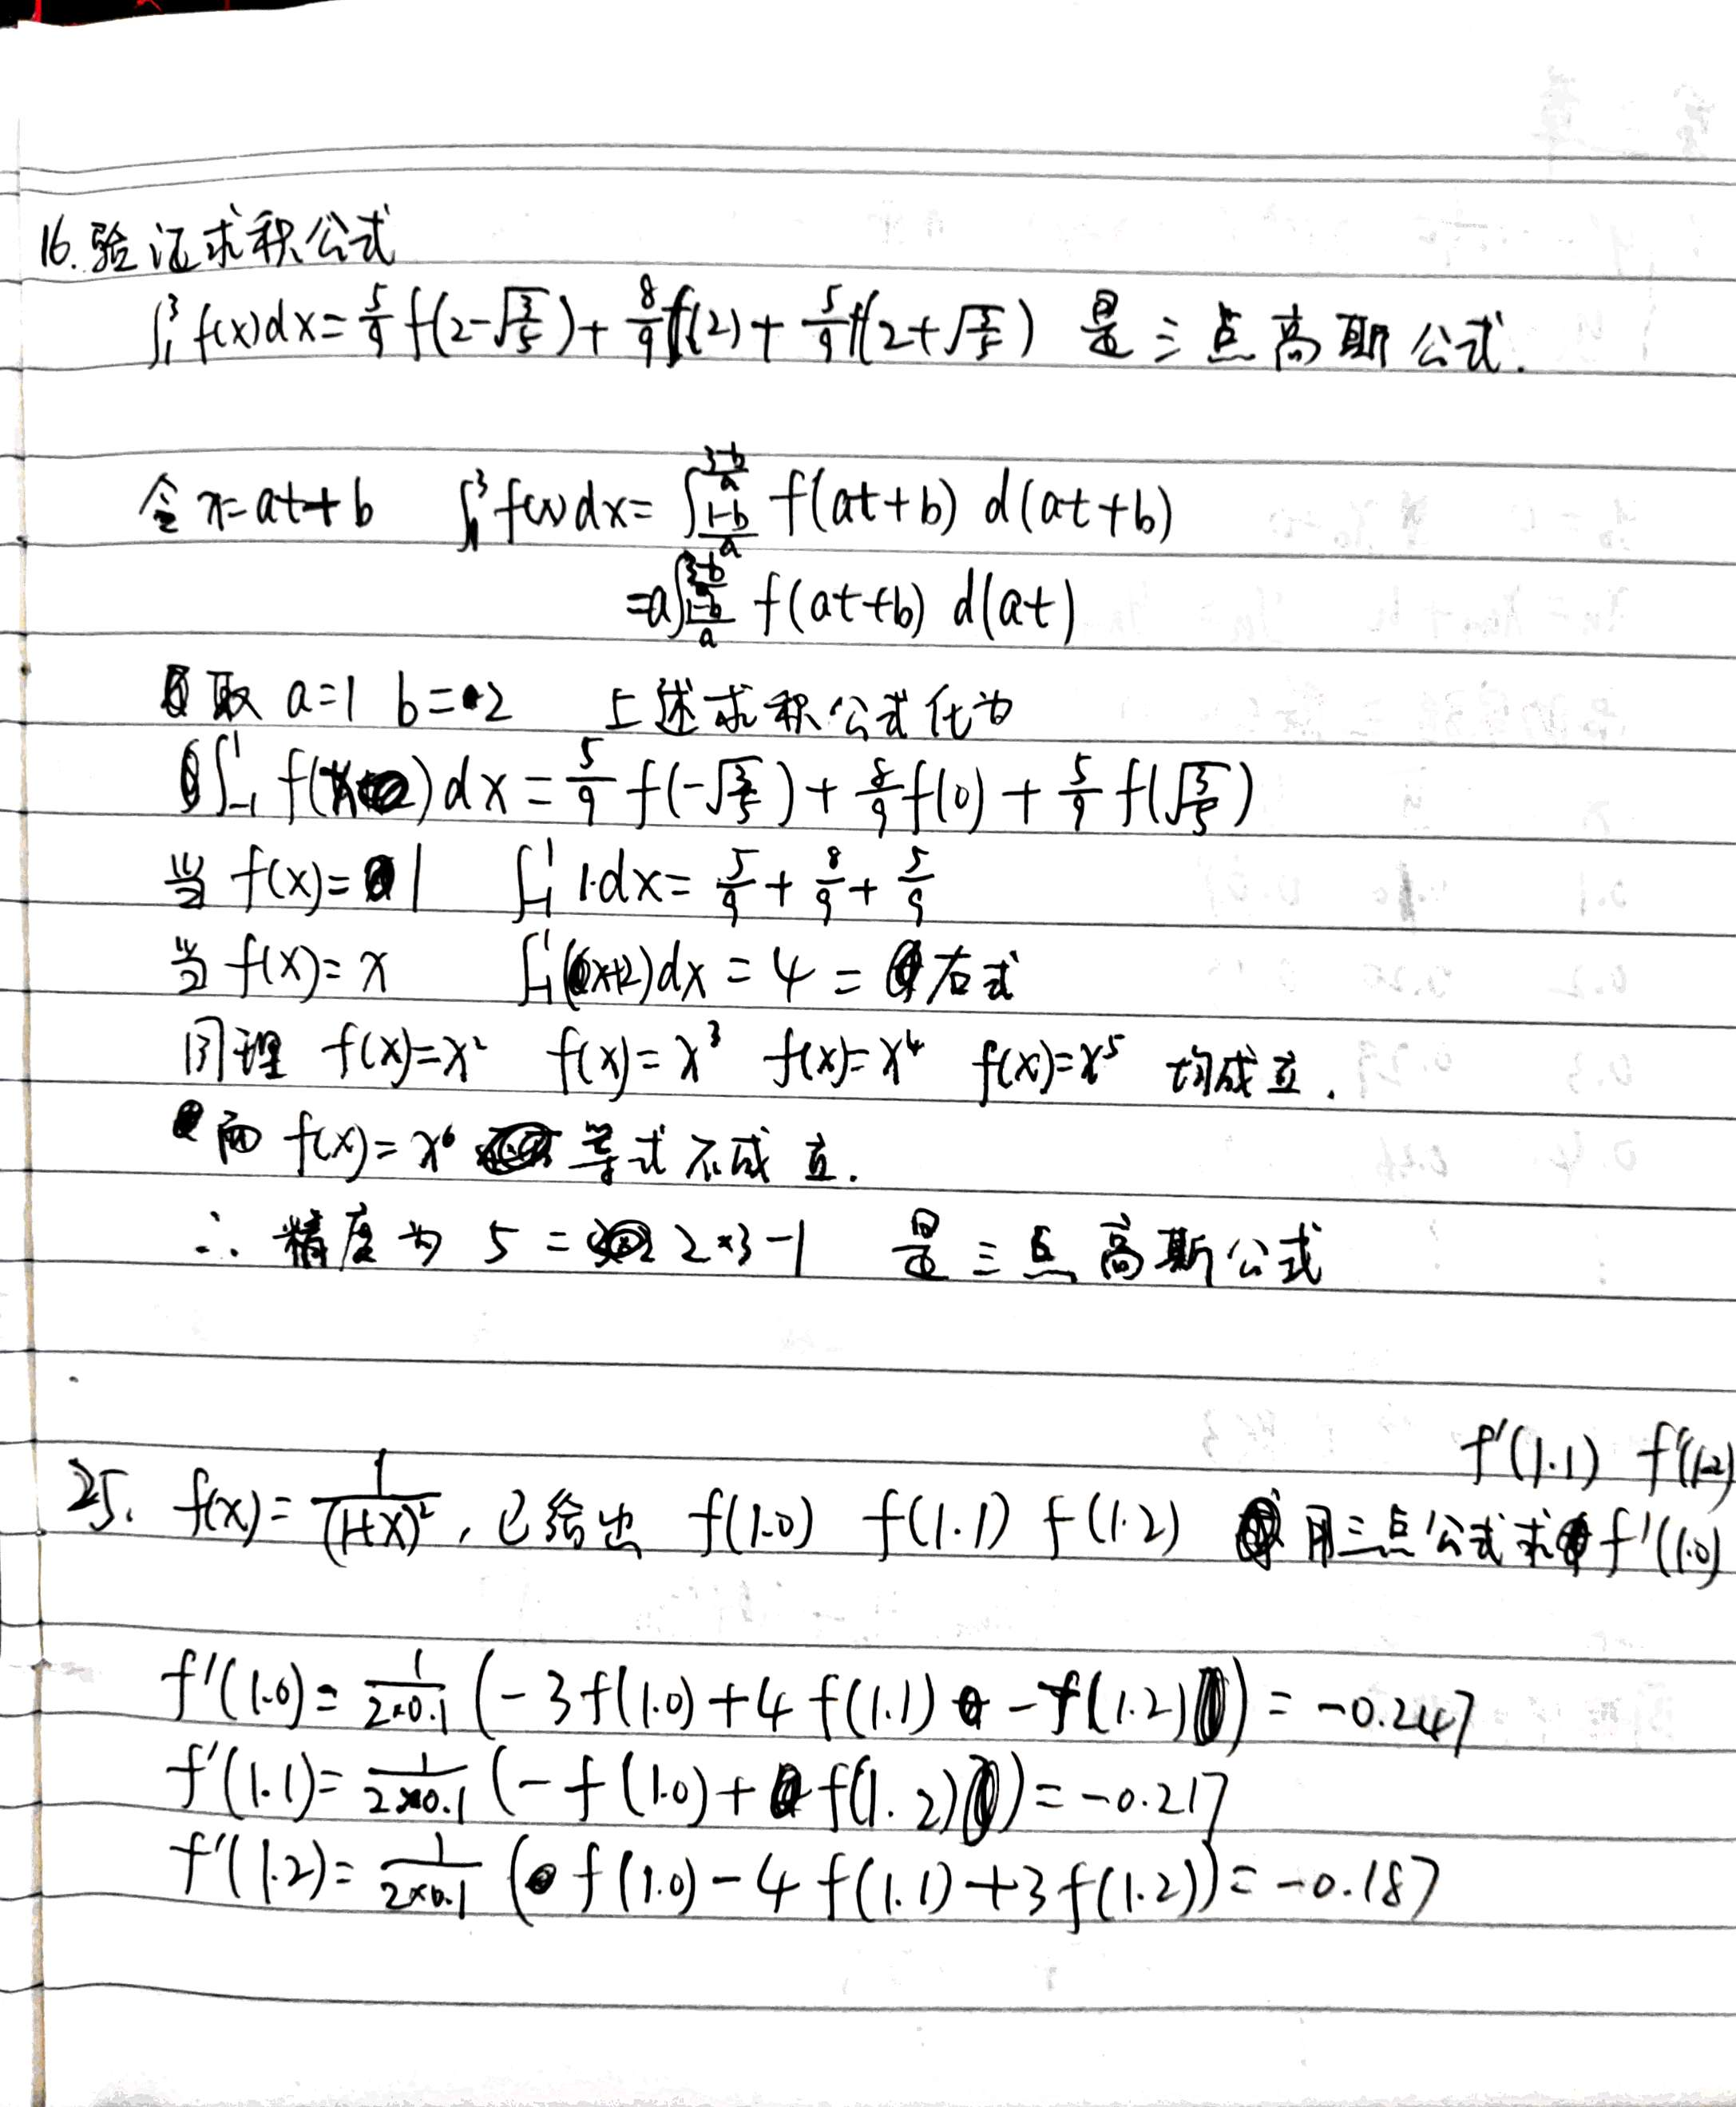 16. 验证求积公式
∫₁³ f(x)dx = 5/9 f(2-√(3/5)) + 8/9 f(2) + 5/9 f(2+√(3/5)) 是三点高斯公式.
令 x=at+b ∫₁³ f(x)dx = ∫_{(1-b)/a}^{(3-b)/a} f(at+b) d(at+b)
=a∫_{(1-b)/a}^{(3-b)/a} f(at+b) d(at)
取 a=1 b=2 上述求积公式化为
∫₋₁¹ f(x)dx = 5/9 f(-√(3/5)) + 8/9 f(0) + 5/9 f(√(3/5))
当 f(x)=1 ∫₋₁¹ 1·dx = 5/9 + 8/9 + 5/9
当 f(x)=x ∫₋₁¹ (x+2)dx = 4 = 右式
同理 f(x)=x² f(x)=x³ f(x)=x⁴ f(x)=x⁵ 均成立.
而 f(x)=x⁶ 等式不成立.
∴ 精度为 5 = 2×3-1 是三点高斯公式
f'(1.1) f'(1.2)
25. f(x)=1/(1+x)², 已给出 f(1.0) f(1.1) f(1.2) 用三点公式求 f'(1.0)
f'(1.0)= 1/(2×0.1) (-3f(1.0)+4f(1.1)-f(1.2)) = -0.247
f'(1.1)= 1/(2×0.1) (-f(1.0)+f(1.2)) = -0.217
f'(1.2)= 1/(2×0.1) (f(1.0)-4f(1.1)+3f(1.2)) = -0.187